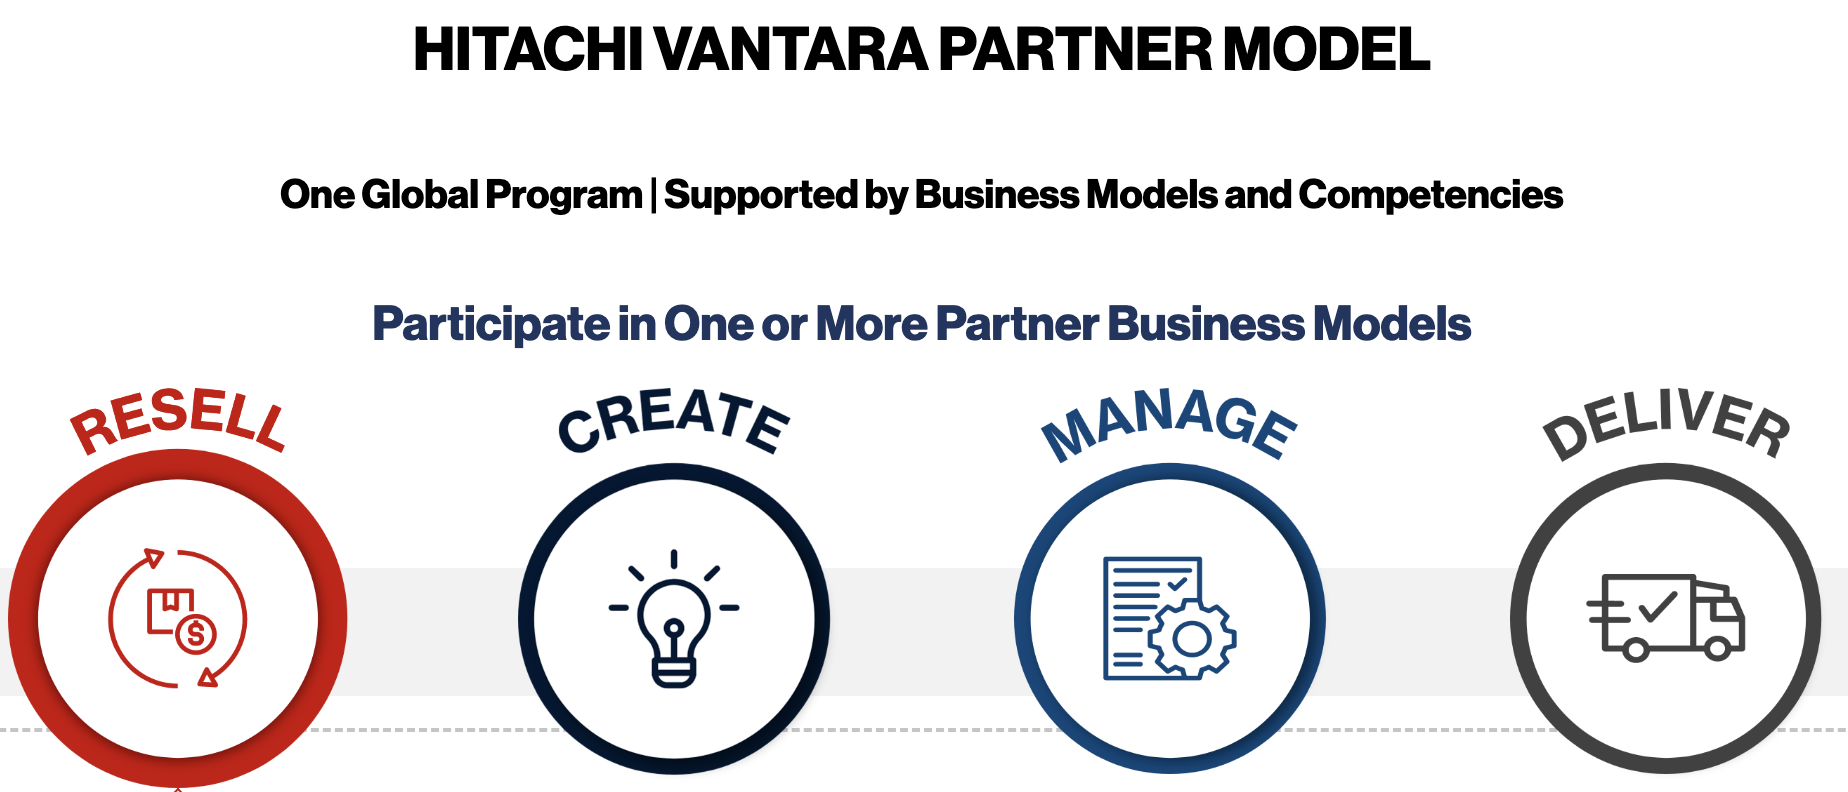 HITACHI VANTARA PARTNER MODEL
One Global Program | Supported by Business Models and Competencies
Participate in One or More Partner Business Models
RESELL
CREATE
MANAGE
DELIVER
$